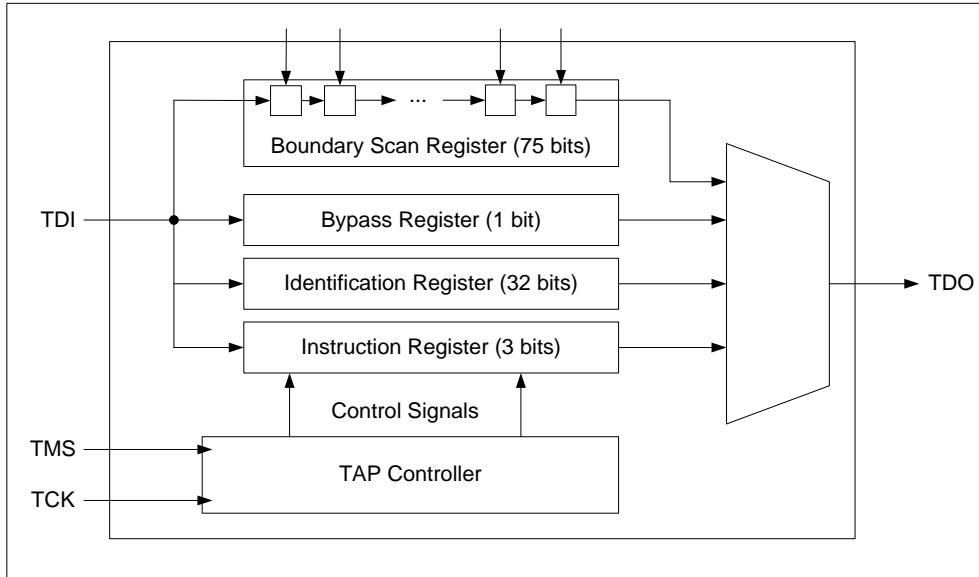 ...
Boundary Scan Register (75 bits)
TDI
Bypass Register (1 bit)
Identification Register (32 bits)
TDO
Instruction Register (3 bits)
Control Signals
TMS
TAP Controller
TCK